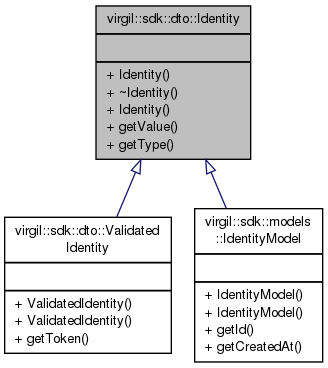 virgil::sdk::dto::Identity
+ Identity()
+ ~Identity()
+ Identity()
+ getValue()
+ getType()
virgil::sdk::dto::Validated
Identity
+ ValidatedIdentity()
+ ValidatedIdentity()
+ getToken()
virgil::sdk::models
::IdentityModel
+ IdentityModel()
+ IdentityModel()
+ getId()
+ getCreatedAt()